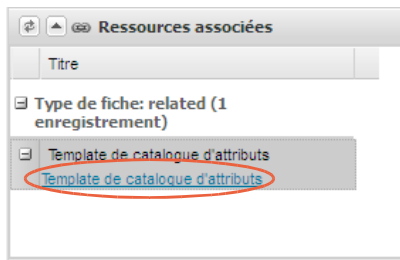 Ressources associées
Titre
Type de fiche: related (1
enregistrement)
Template de catalogue d'attributs
Template de catalogue d'attributs